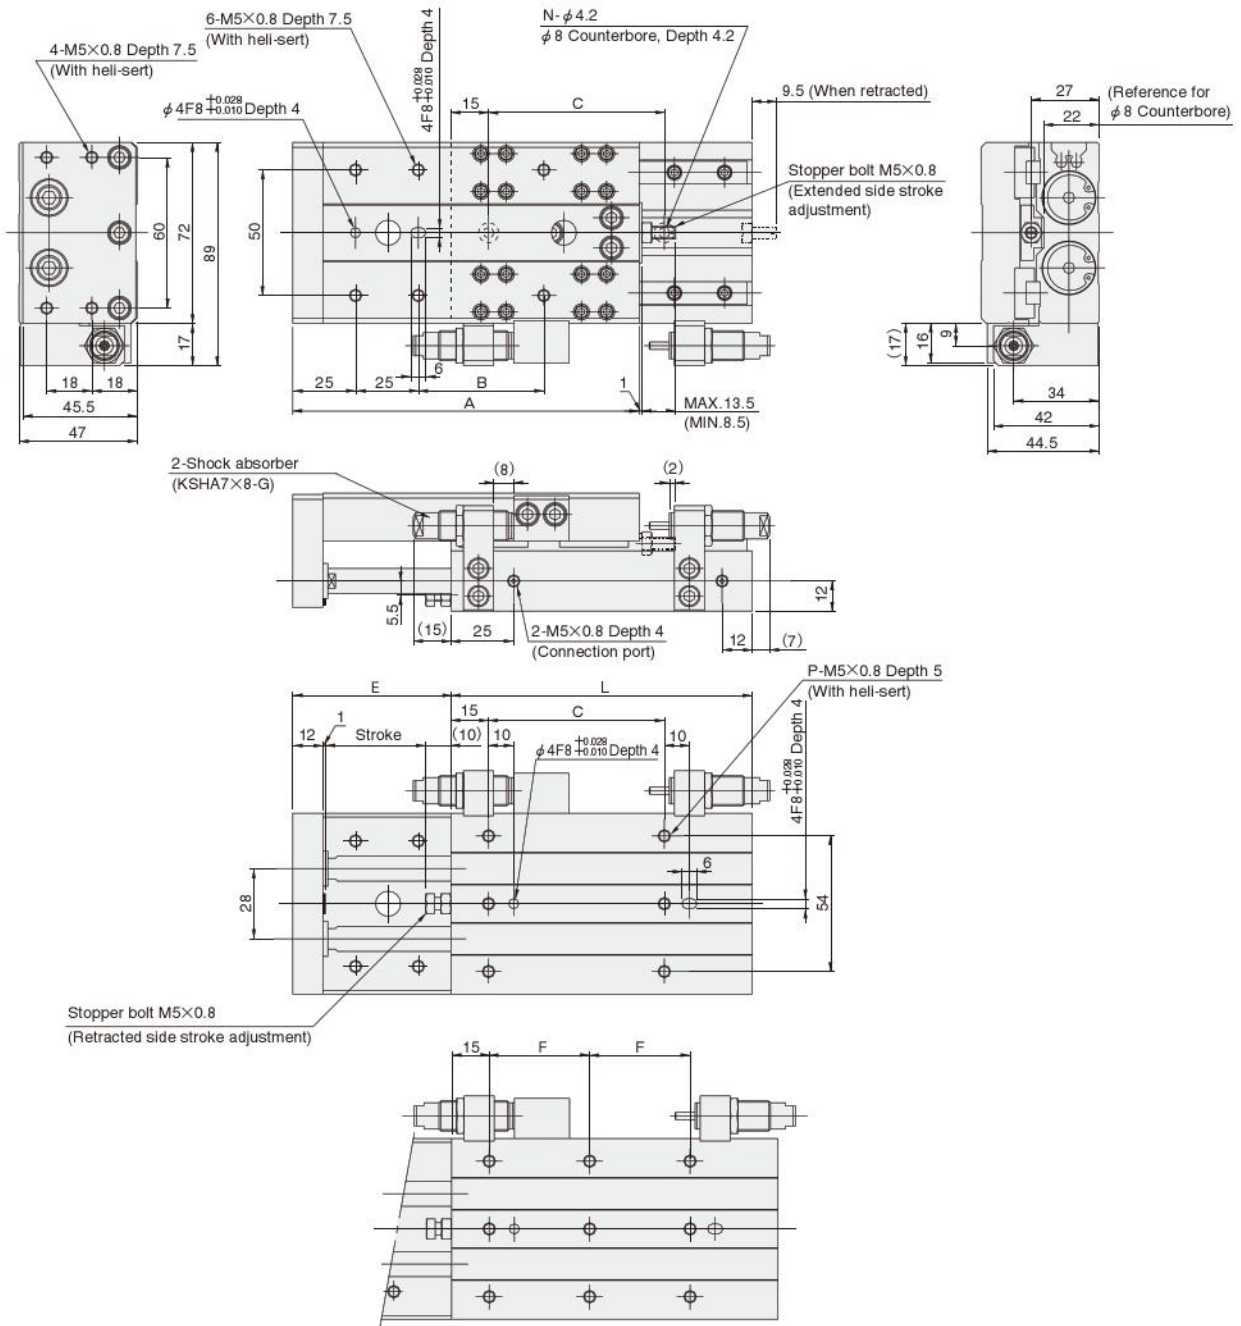 6-M5×0.8 Depth 7.5
(With heli-sert)
4-M5×0.8 Depth 7.5
(With heli-sert)
φ4F8 +0.028 +0.010 Depth 4
4F8 +0.028 +0.010 Depth 4
N-φ4.2
φ8 Counterbore, Depth 4.2
15
C
9.5 (When retracted)
27
22
(Reference for
φ8 Counterbore)
Stopper bolt M5×0.8
(Extended side stroke
adjustment)
60
72
89
17
18
18
45.5
47
50
25
25
6
B
A
1
MAX.13.5
(MIN.8.5)
(17)
16
9
34
42
44.5
2-Shock absorber
(KSHA7×8-G)
(8)
(2)
5.5
(15)
25
2-M5×0.8 Depth 4
(Connection port)
12
12
(7)
P-M5×0.8 Depth 5
(With heli-sert)
E
L
12
1
Stroke
(10)
15
C
10
φ4F8 +0.028 +0.010 Depth 4
10
4F8 +0.028 +0.010 Depth 4
6
28
54
Stopper bolt M5×0.8
(Retracted side stroke adjustment)
15
F
F